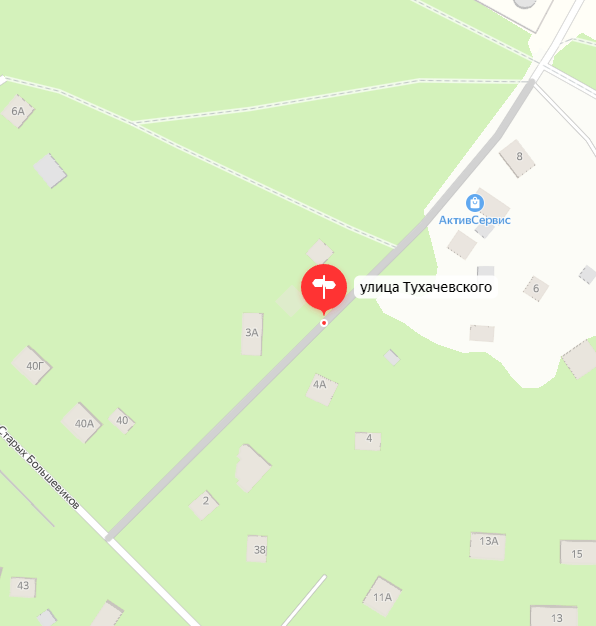 6А
8
АктивСервис
улица Тухачевского
6
3А
40Г
4А
40А
40
4
Старых Большевиков
2
38
13А
15
43
11А
13